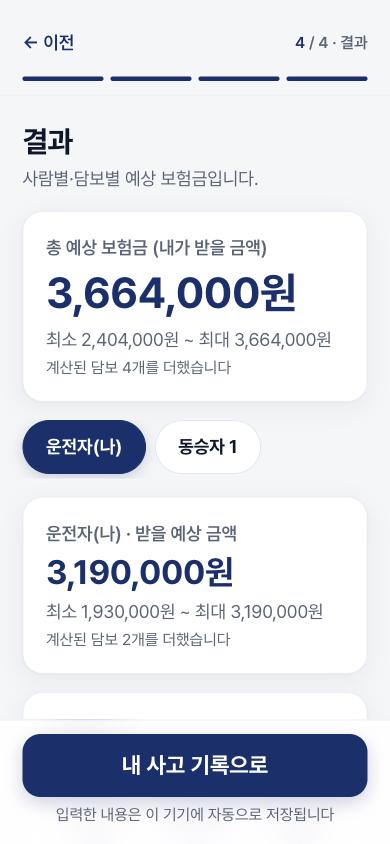 ← 이전
4 / 4 · 결과
결과
사람별·담보별 예상 보험금입니다.
총 예상 보험금 (내가 받을 금액)
3,664,000원
최소 2,404,000원 ~ 최대 3,664,000원
계산된 담보 4개를 더했습니다
운전자(나)
동승자 1
운전자(나) · 받을 예상 금액
3,190,000원
최소 1,930,000원 ~ 최대 3,190,000원
계산된 담보 2개를 더했습니다
내 사고 기록으로
입력한 내용은 이 기기에 자동으로 저장됩니다